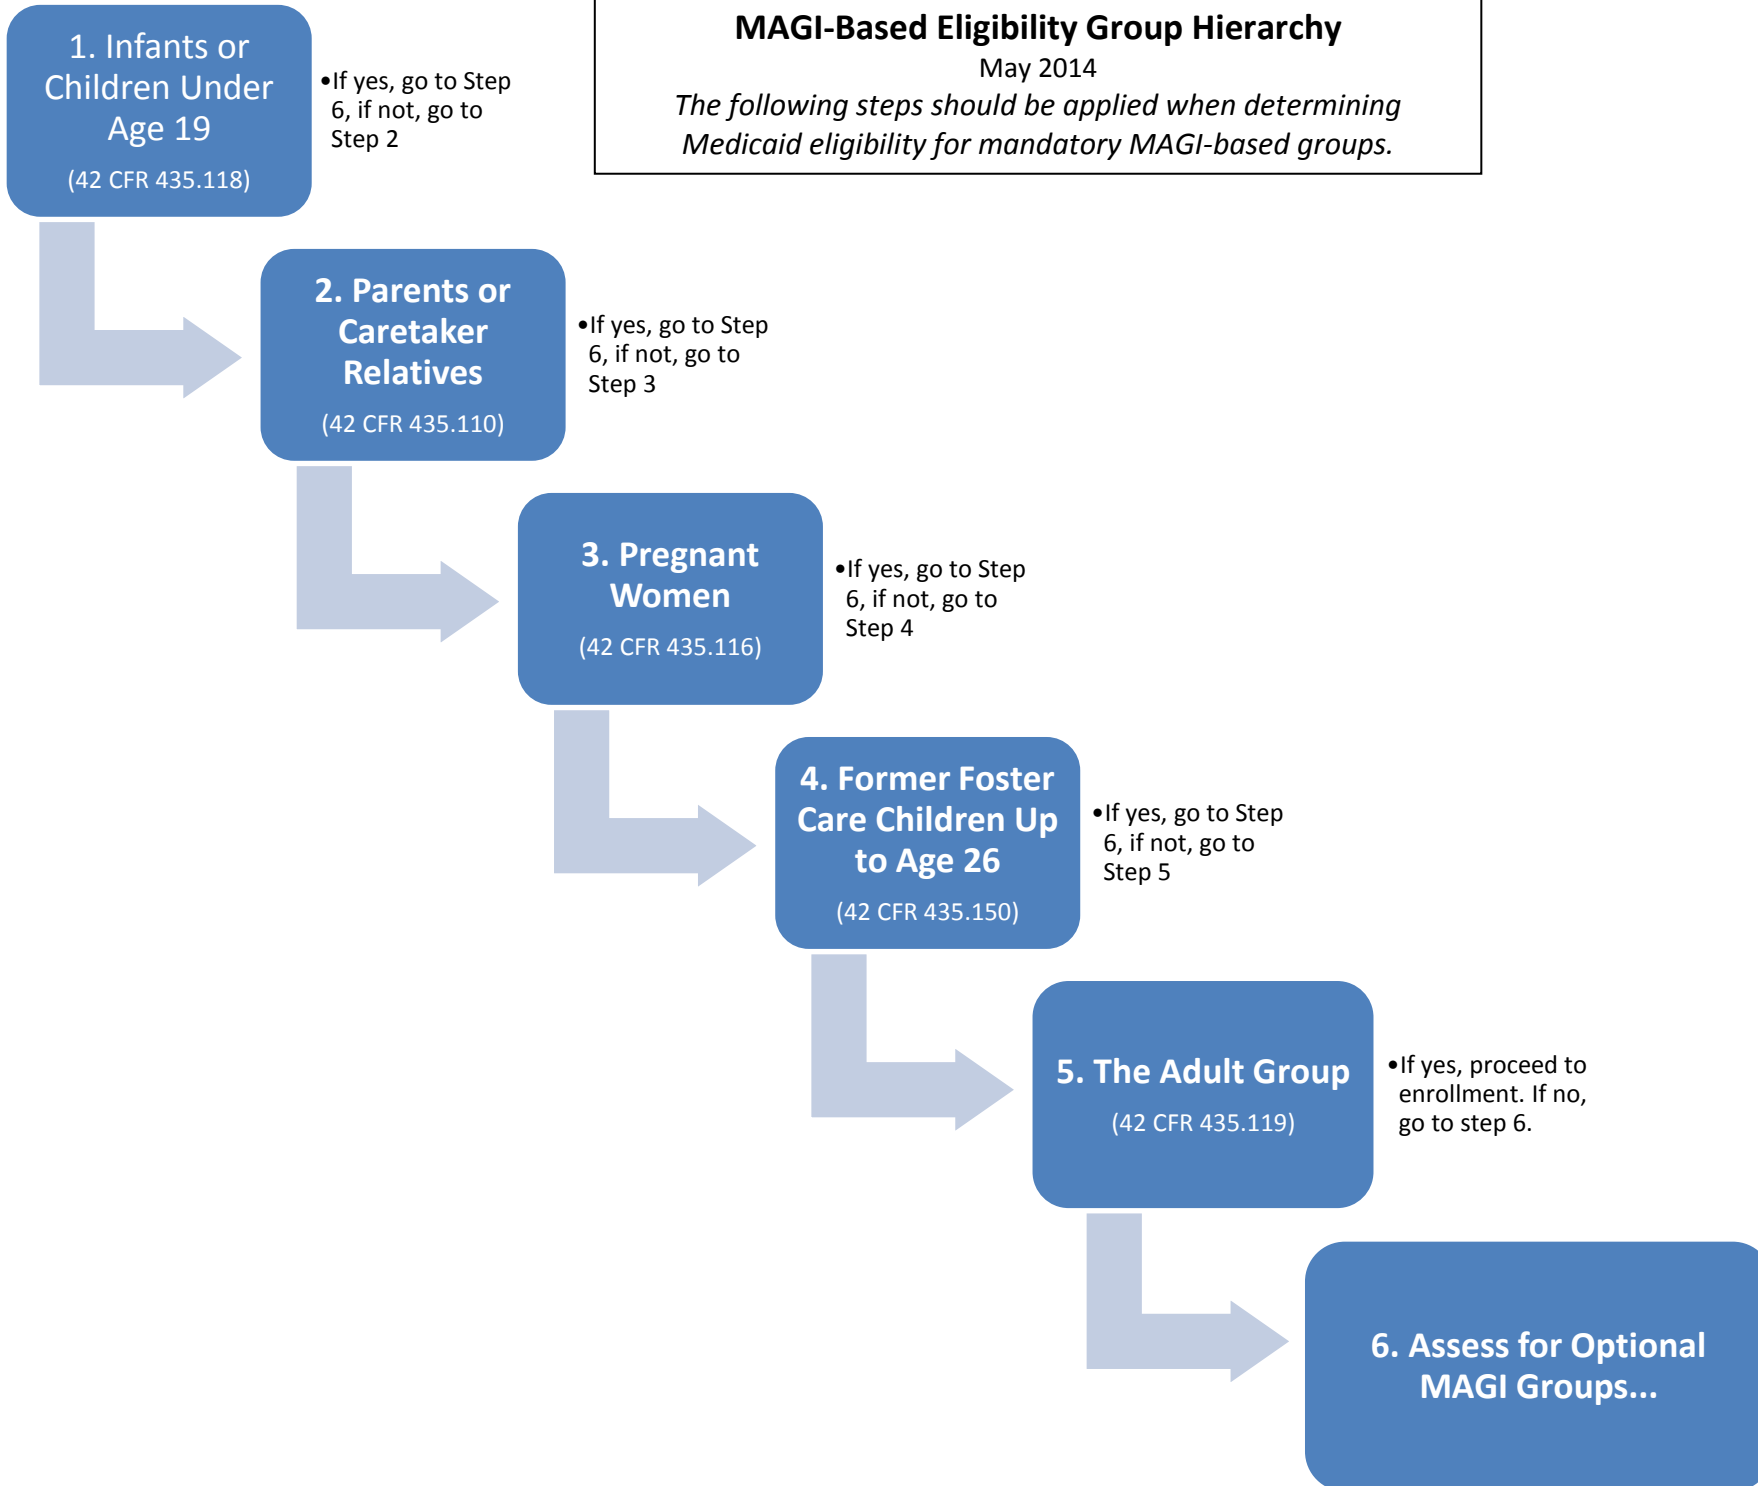 MAGI-Based Eligibility Group Hierarchy
May 2014
The following steps should be applied when determining
Medicaid eligibility for mandatory MAGI-based groups.
1. Infants or
Children Under
Age 19
(42 CFR 435.118)
•If yes, go to Step
6, if not, go to
Step 2
2. Parents or
Caretaker
Relatives
(42 CFR 435.110)
•If yes, go to Step
6, if not, go to
Step 3
3. Pregnant
Women
(42 CFR 435.116)
•If yes, go to Step
6, if not, go to
Step 4
4. Former Foster
Care Children Up
to Age 26
(42 CFR 435.150)
•If yes, go to Step
6, if not, go to
Step 5
5. The Adult Group
(42 CFR 435.119)
•If yes, proceed to
enrollment. If no,
go to step 6.
6. Assess for Optional
MAGI Groups...